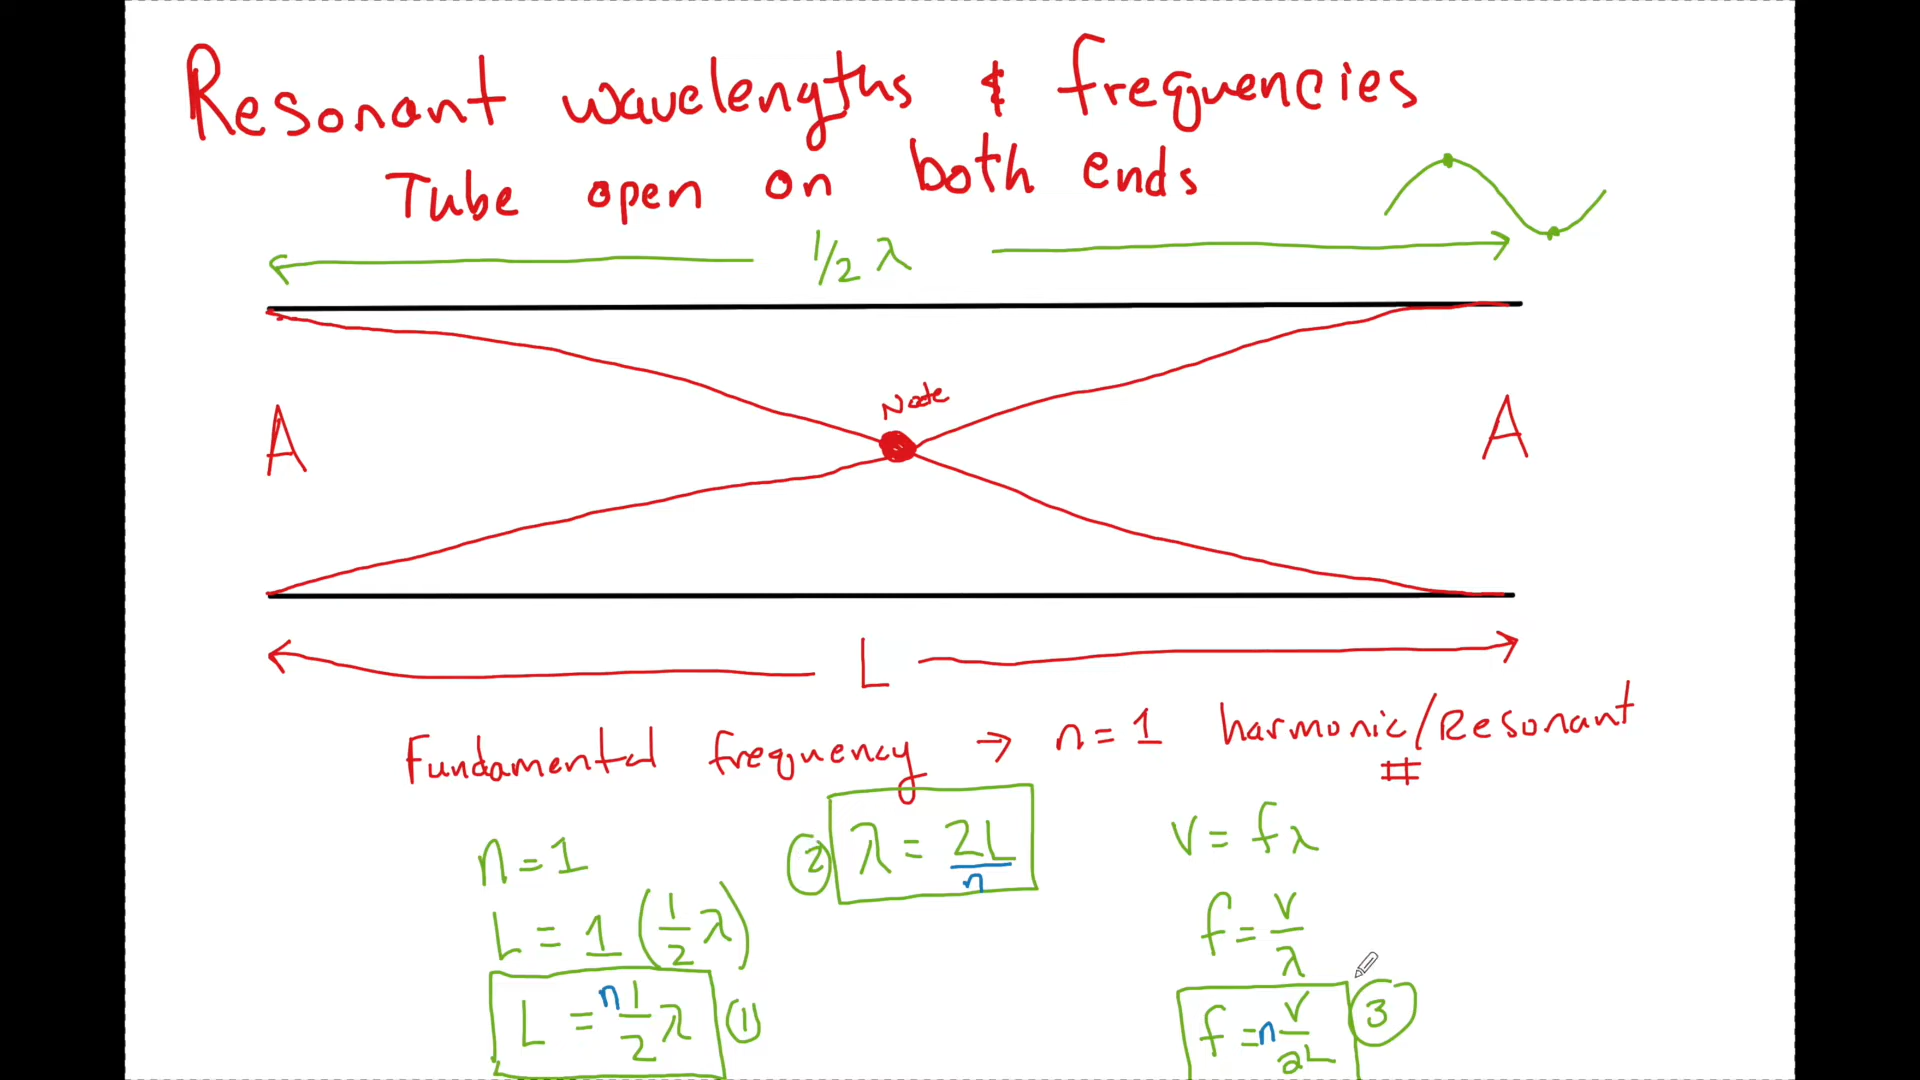 Resonant wavelengths & frequencies
Tube open on both ends
1/2 λ
Node
A
A
L
Fundamental frequency → n = 1 harmonic/Resonant #
n = 1
L = 1 (1/2 λ)
L = n 1/2 λ ①
② λ = 2L/n
v = fλ
f = v/λ
f = n v/2L ③